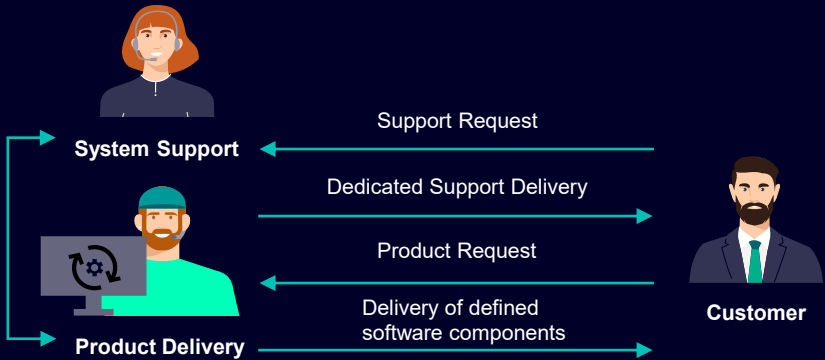 Support Request
System Support
Dedicated Support Delivery
Product Request
Delivery of defined
software components
Customer
Product Delivery